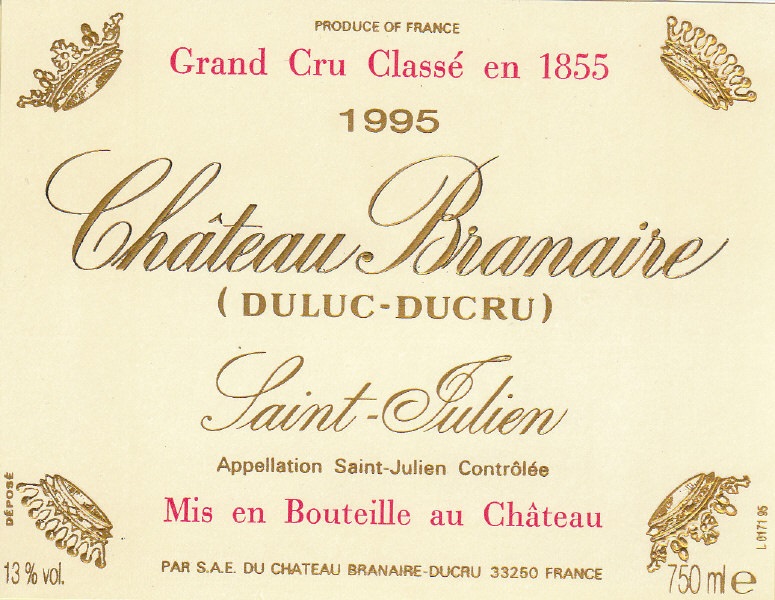 PRODUCE OF FRANCE
Grand Cru Classé en 1855
1995
Château Branaire
(DULUC-DUCRU)
Saint-Julien
Appellation Saint-Julien Contrôlée
Mis en Bouteille au Château
PAR S.A.E. DU CHATEAU BRANAIRE-DUCRU 33250 FRANCE
DÉPOSÉ
13 % vol.
750 ml e
L 0171 95